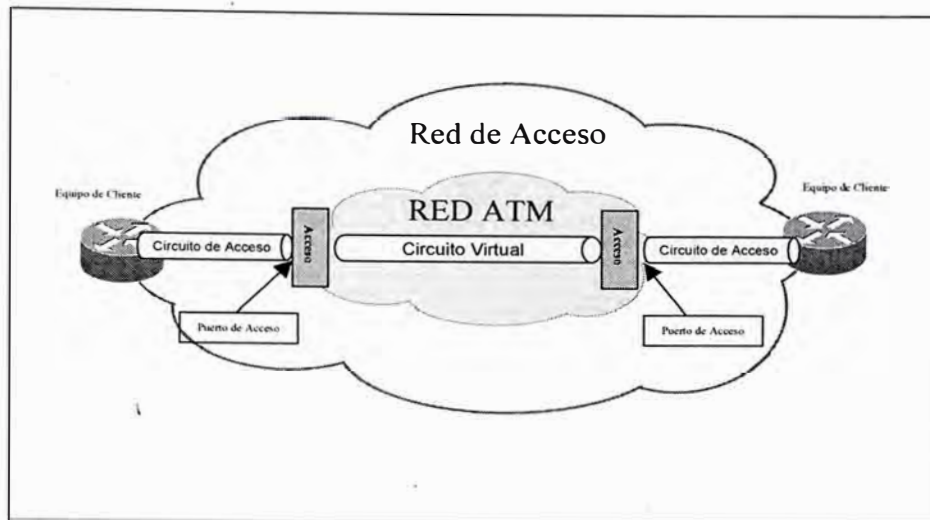 Red de Acceso
Equipo de Cliente
Equipo de Cliente
RED ATM
Circuito de Acceso
Acceso
Circuito Virtual
Acceso
Circuito de Acceso
Puerto de Acceso
Puerto de Acceso